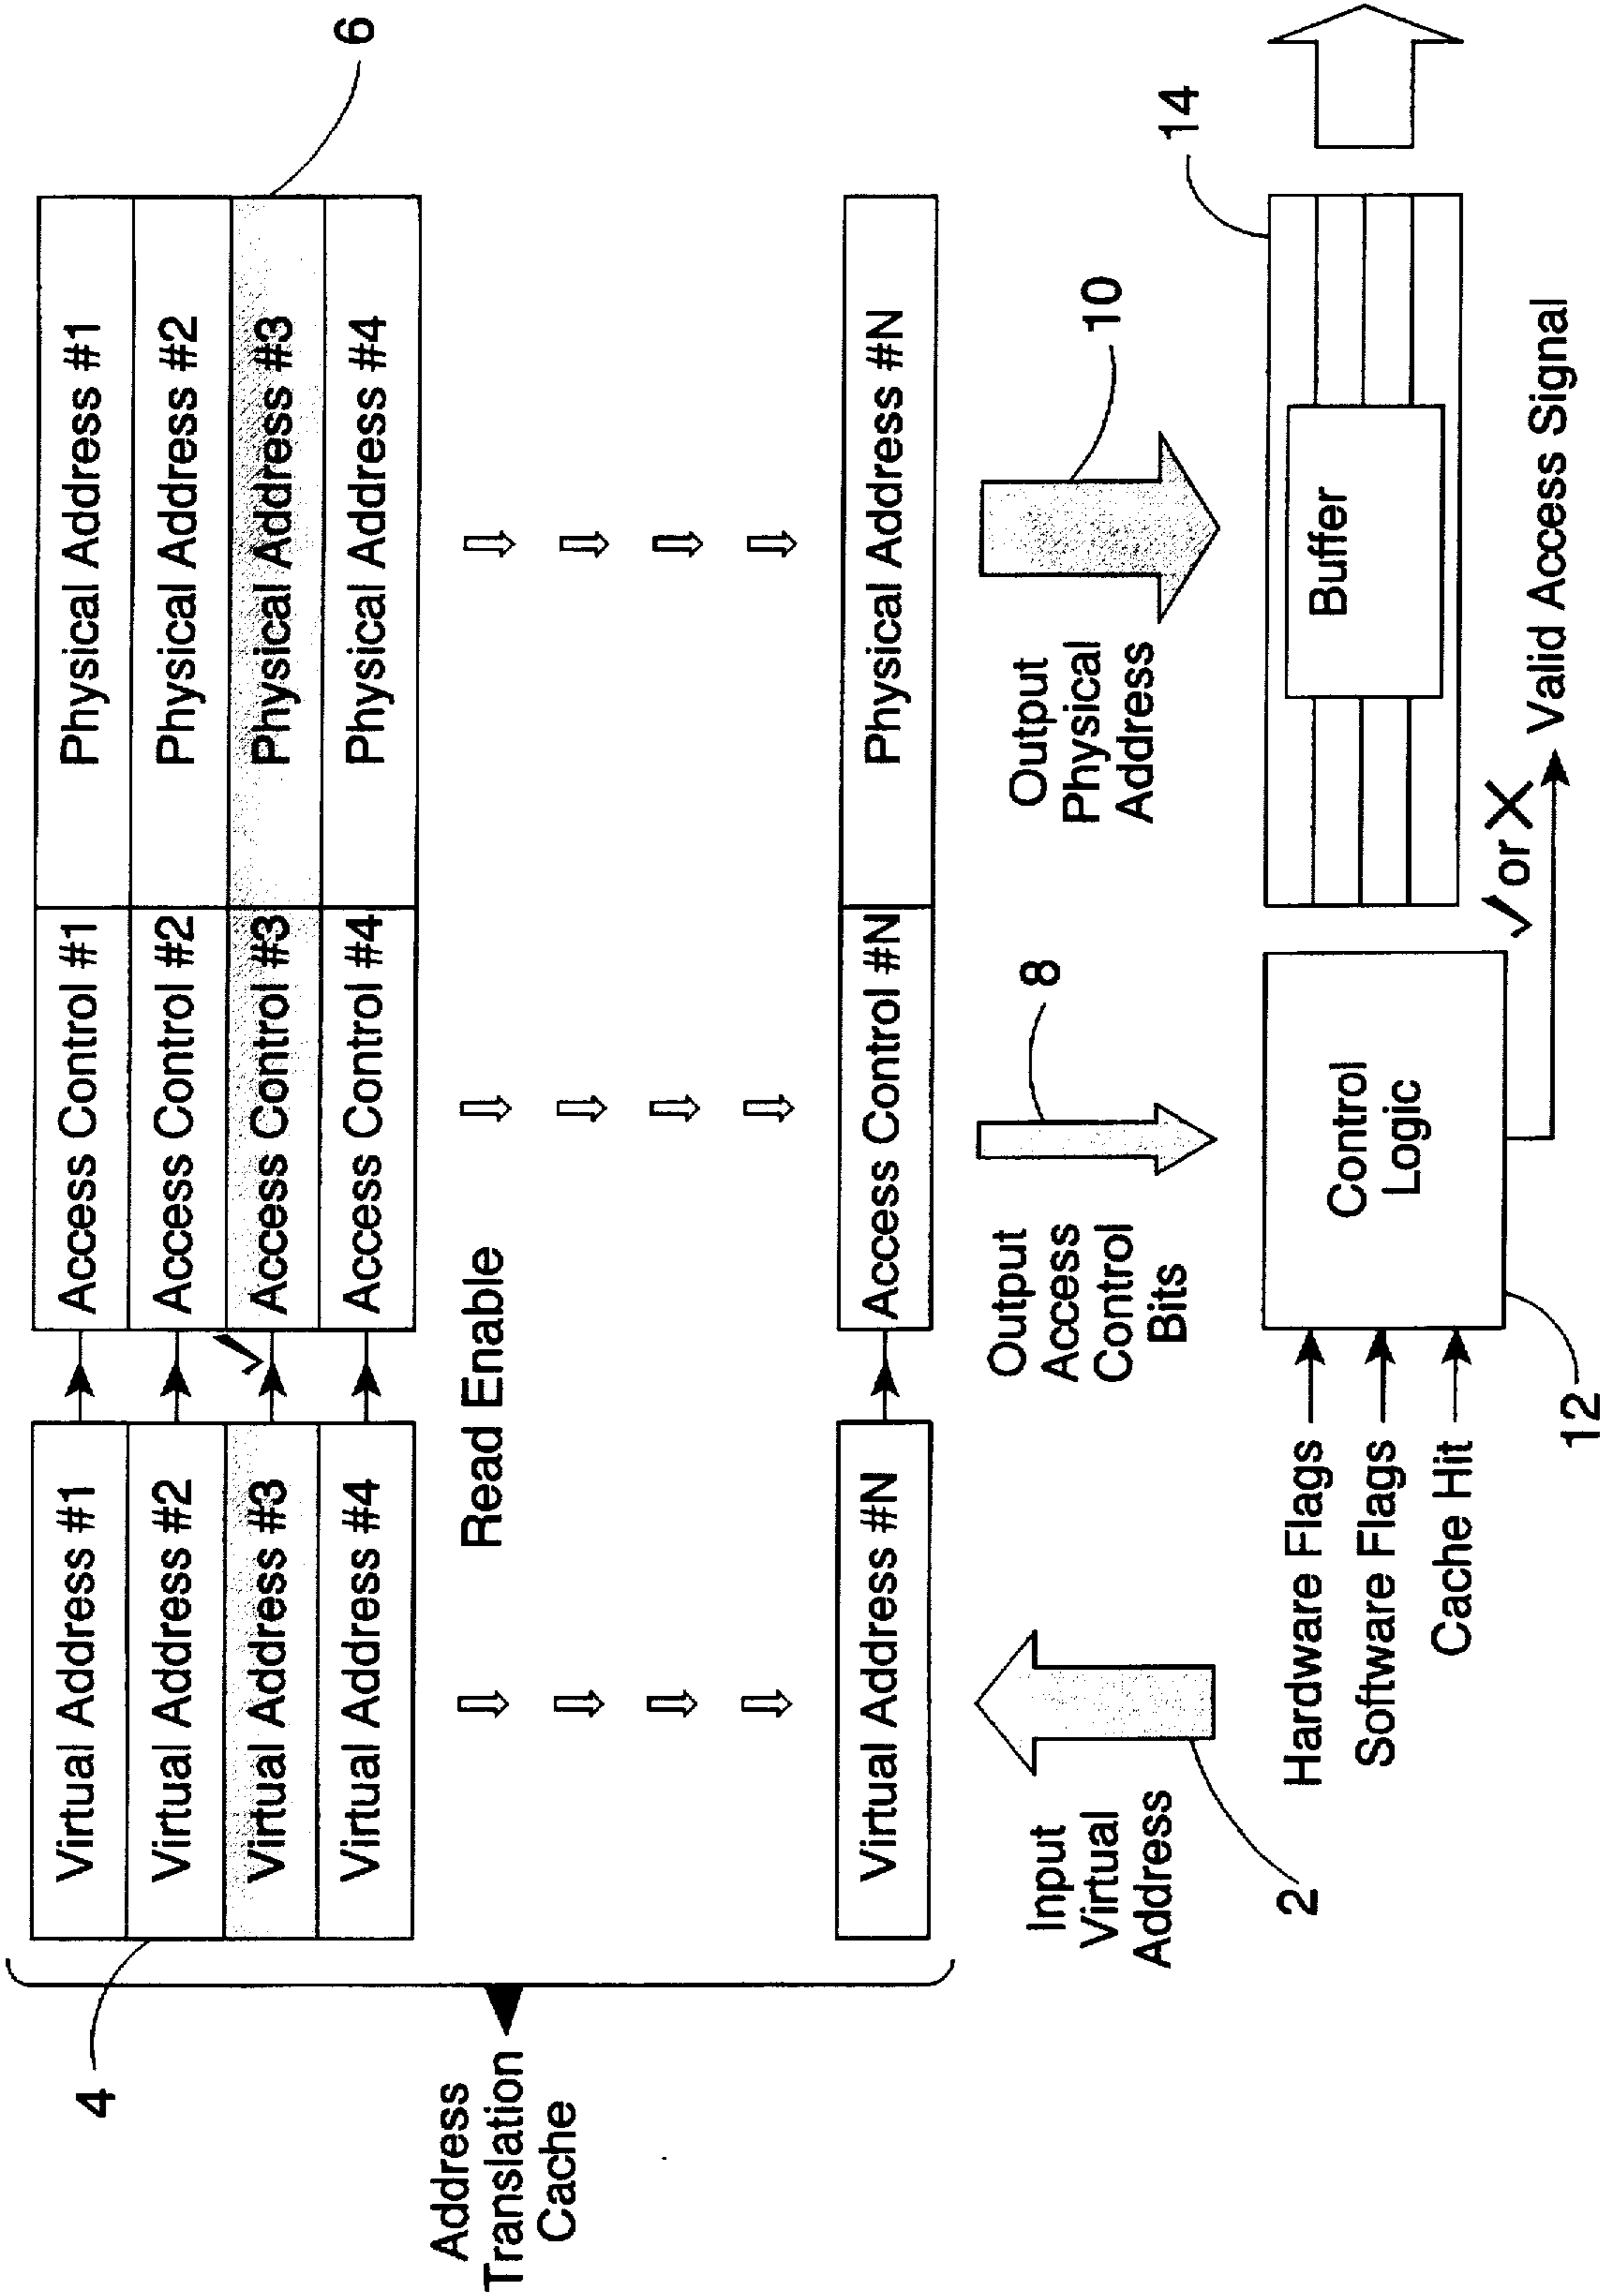 Virtual Address #1
Access Control #1
Physical Address #1
Virtual Address #2
Access Control #2
Physical Address #2
Virtual Address #3
Access Control #3
Physical Address #3
Virtual Address #4
Access Control #4
Physical Address #4
6
4
Read Enable
Address
Translation
Cache
Virtual Address #N
Access Control #N
Physical Address #N
Input
Virtual
Address
2
Output
Access
Control
Bits
8
Output
Physical
Address
10
Hardware Flags
Software Flags
Cache Hit
12
Control
Logic
Buffer
14
✓ or X
Valid Access Signal